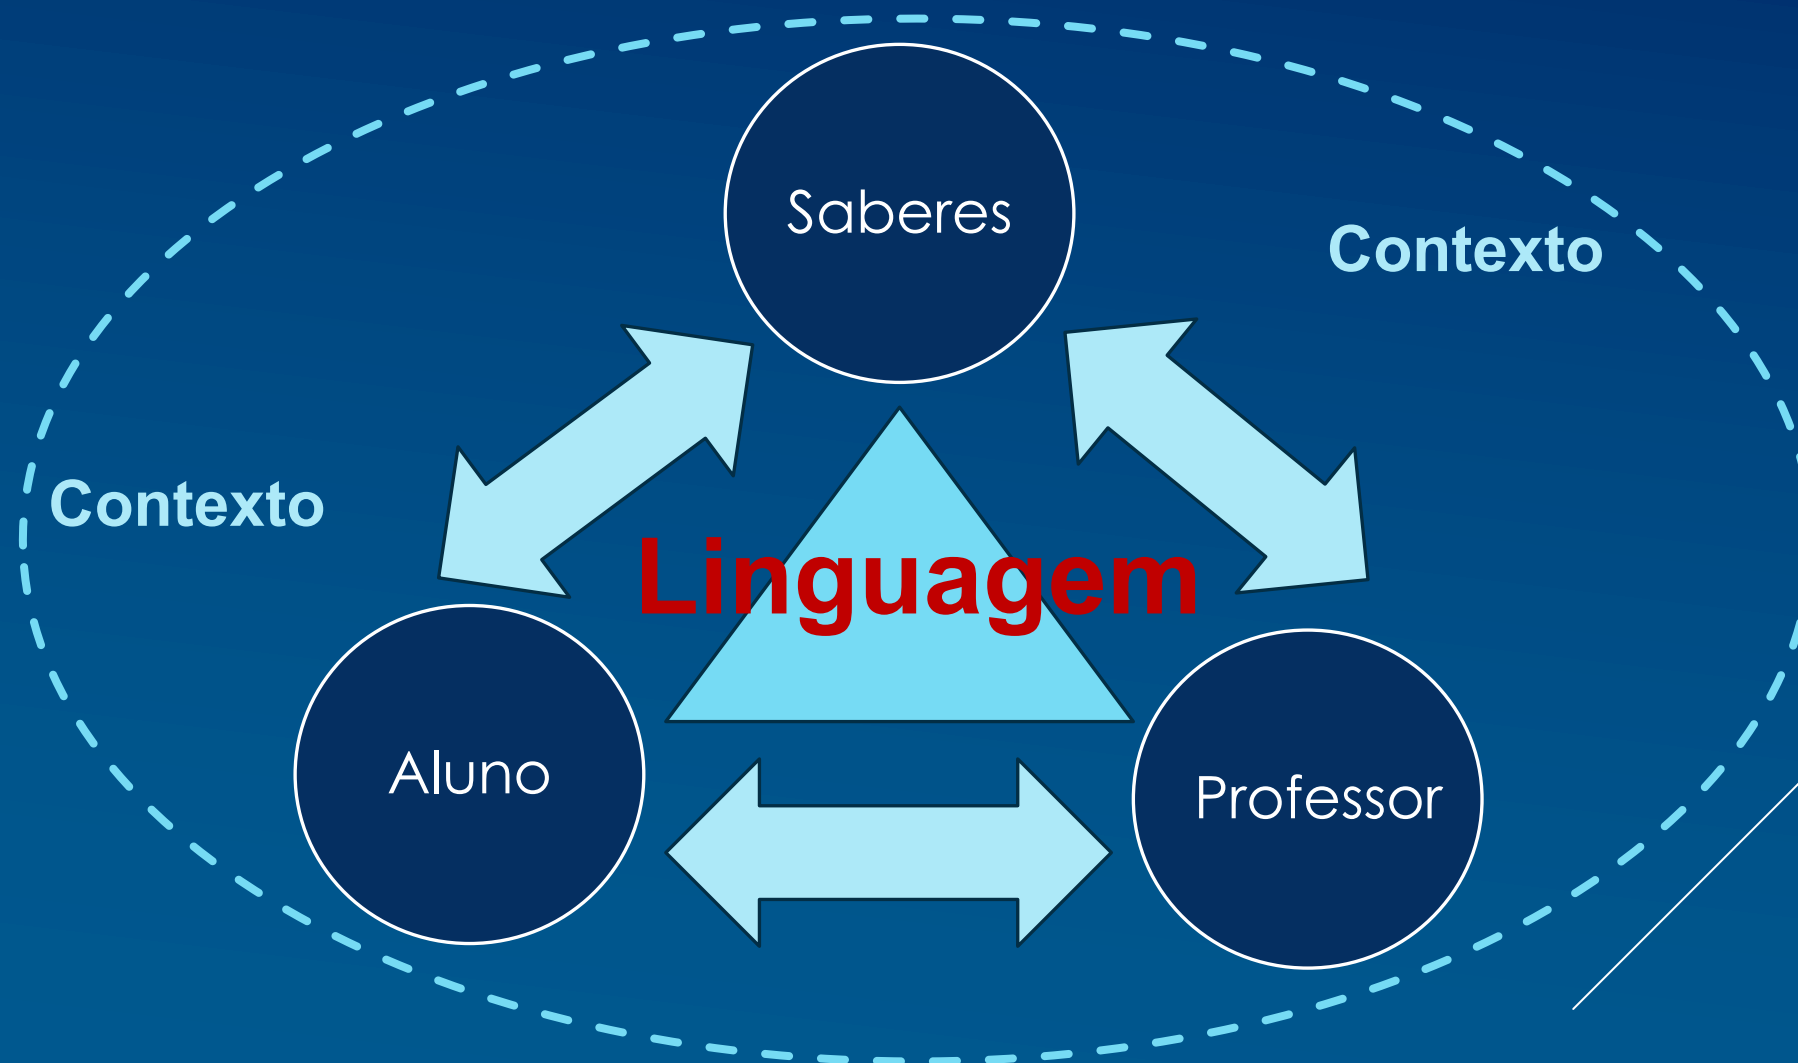 Saberes
Contexto
Contexto
Linguagem
Aluno
Professor